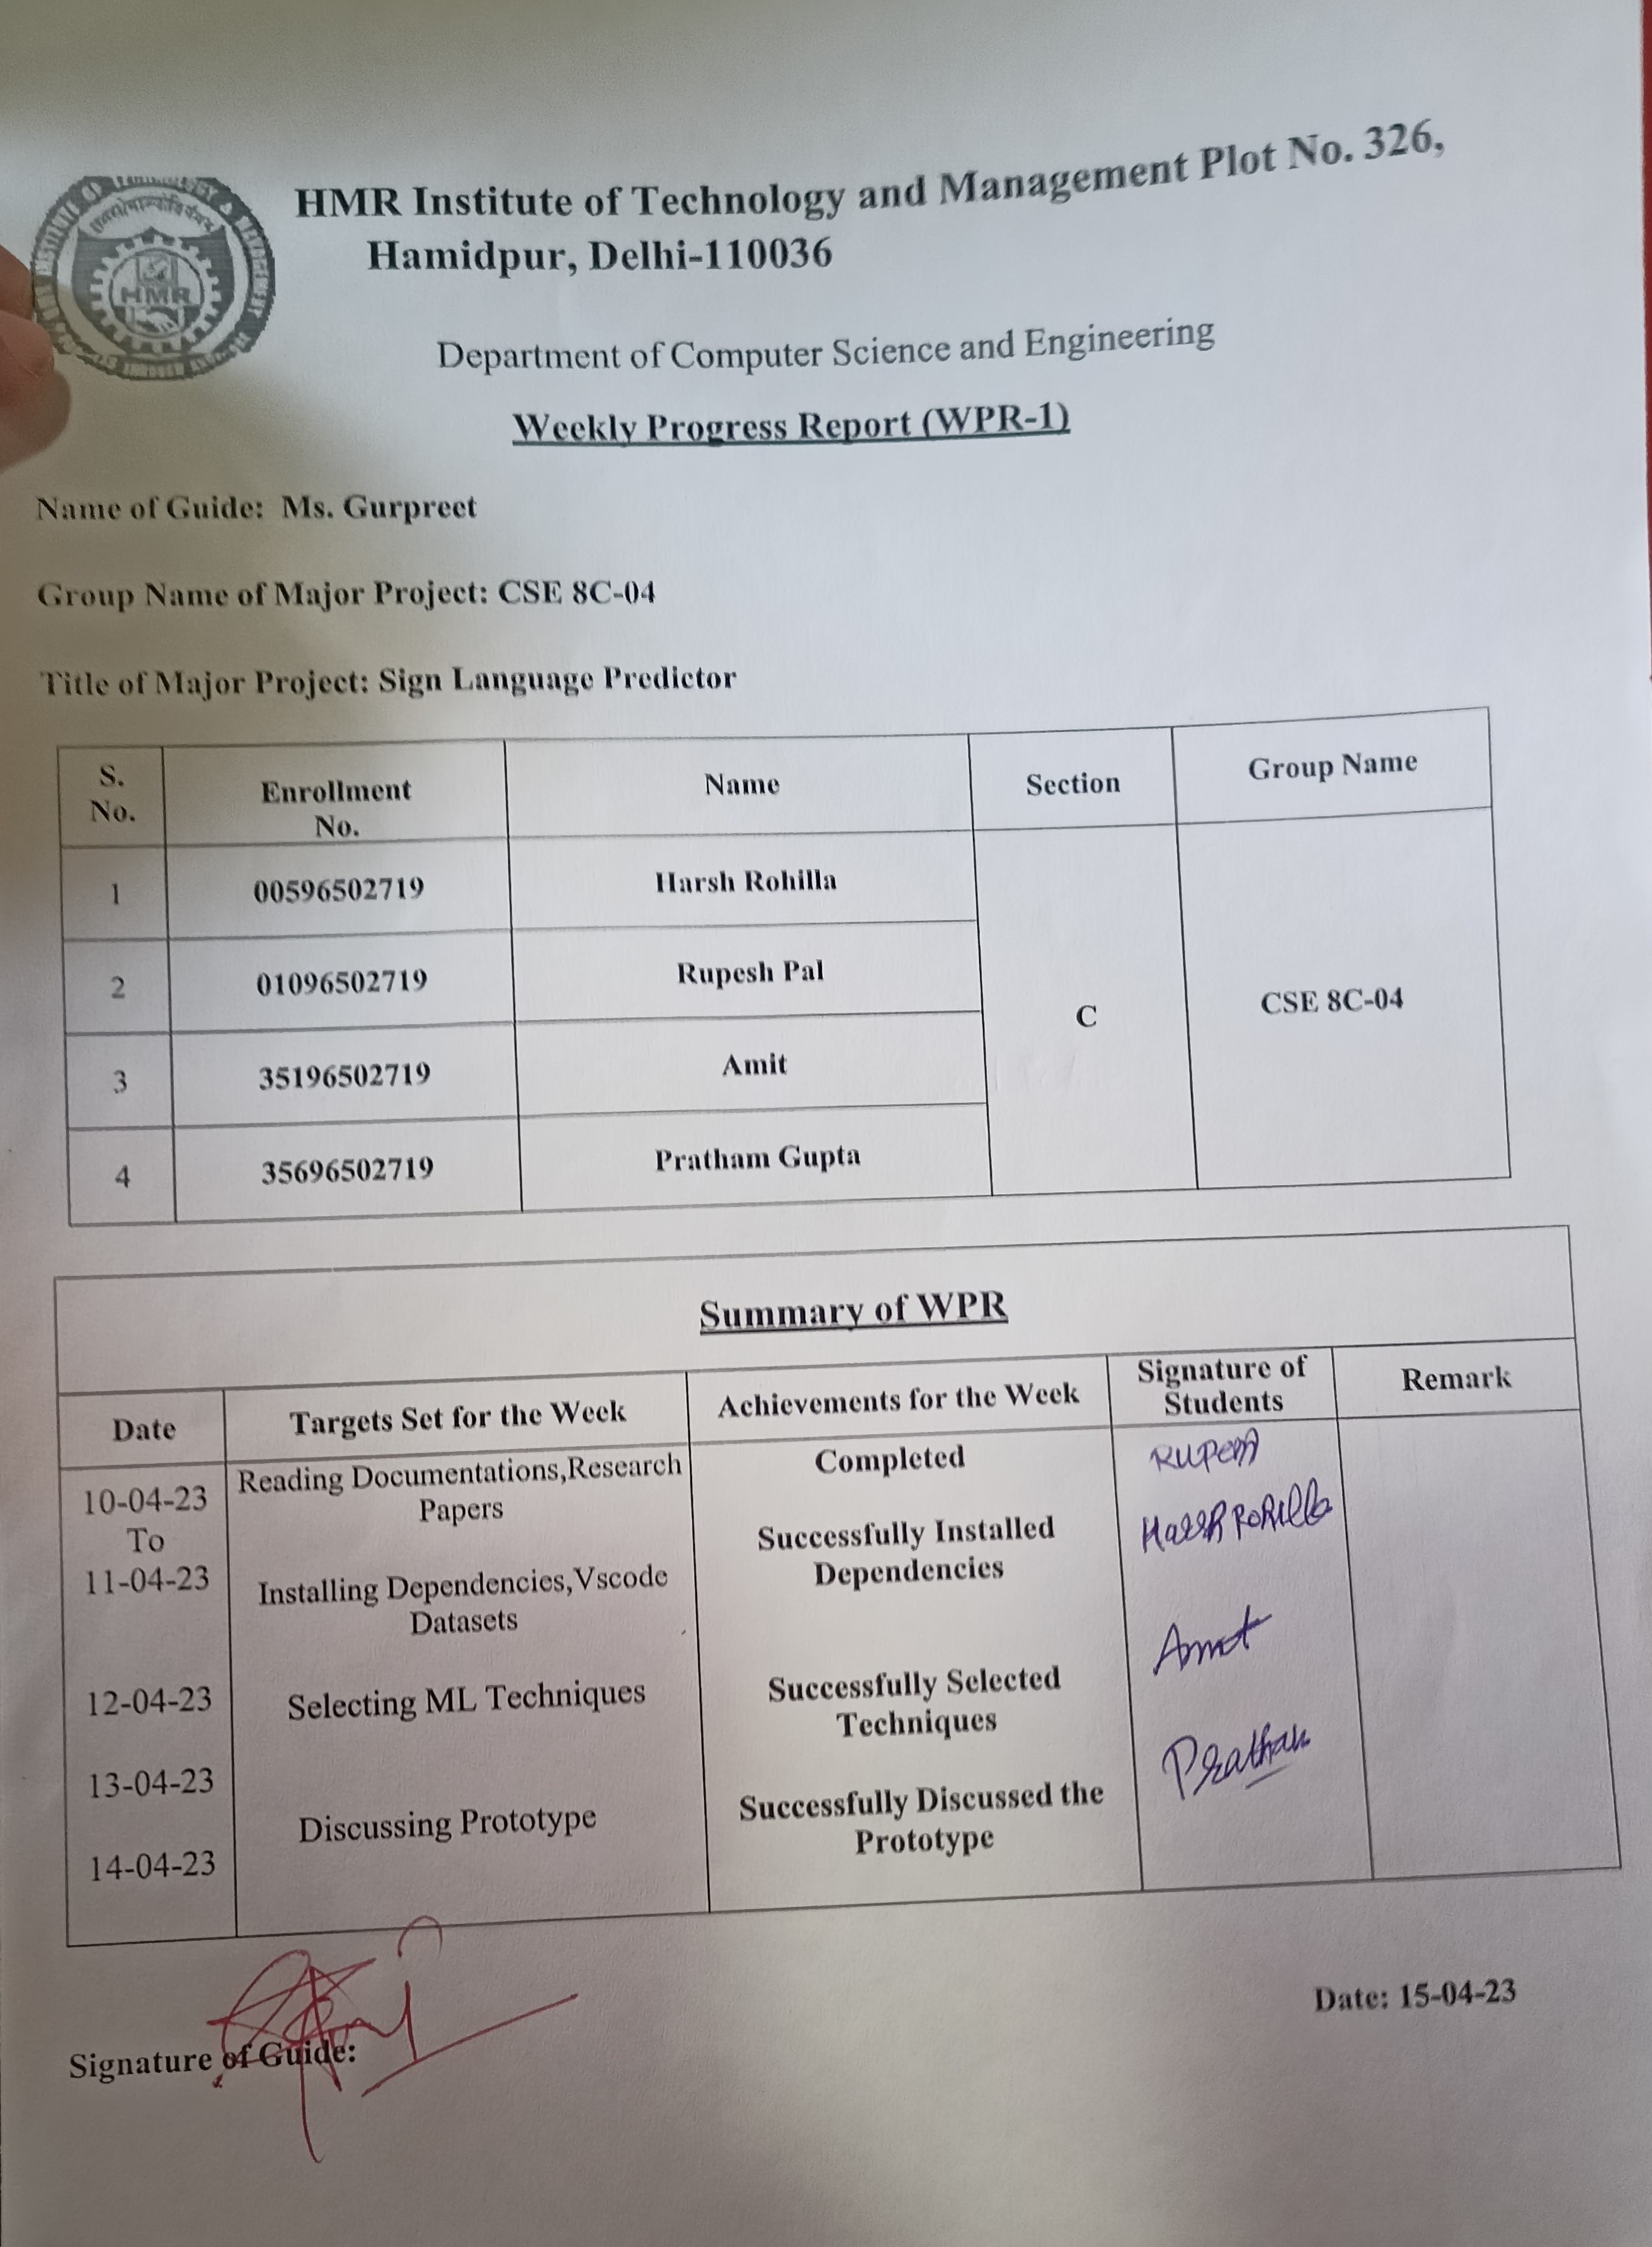 HMR Institute of Technology and Management Plot No. 326,
Hamidpur, Delhi-110036
HMR
Department of Computer Science and Engineering
Weekly Progress Report (WPR-1)
Name of Guide: Ms. Gurpreet
Group Name of Major Project: CSE 8C-04
Title of Major Project: Sign Language Predictor
S. No. Enrollment No. Name Section Group Name
1 00596502719 Harsh Rohilla
2 01096502719 Rupesh Pal
C CSE 8C-04
3 35196502719 Amit
4 35696502719 Pratham Gupta
Summary of WPR
Date Targets Set for the Week Achievements for the Week Signature of Students Remark
10-04-23 Reading Documentations,Research Completed
To Papers Successfully Installed Harsh Rohilla
11-04-23 Installing Dependencies,Vscode Dependencies
Datasets
Amit
12-04-23 Selecting ML Techniques Successfully Selected
Techniques
13-04-23 Pratham
Discussing Prototype Successfully Discussed the
14-04-23 Prototype
Signature of Guide:
Date: 15-04-23